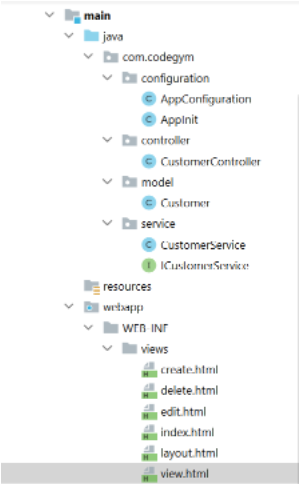 main
java
com.codegym
configuration
AppConfiguration
AppInit
controller
CustomerController
model
Customer
service
CustomerService
ICustomerService
resources
webapp
WEB-INF
views
create.html
delete.html
edit.html
index.html
layout.html
view.html